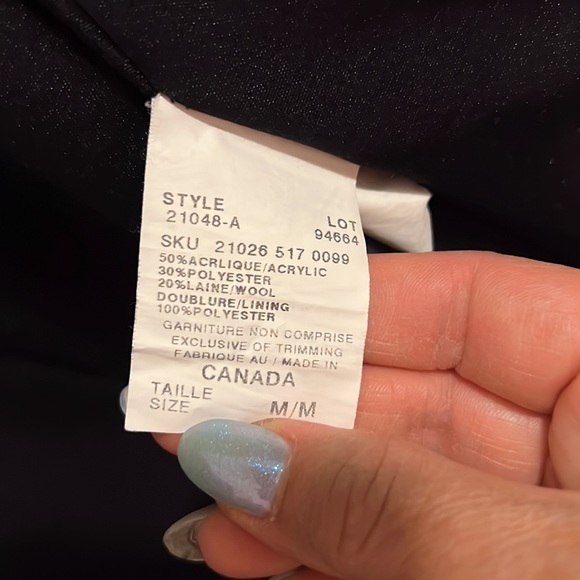 STYLE
21048-A
LOT
94664
SKU 21026 517 0099
50%ACRLIQUE/ACRYLIC
30%POLYESTER
20%LAINE/WOOL
DOUBLURE/LINING
100%POLYESTER
GARNITURE NON COMPRISE
EXCLUSIVE OF TRIMMING
FABRIQUE AU / MADE IN
CANADA
TAILLE
SIZE M/M